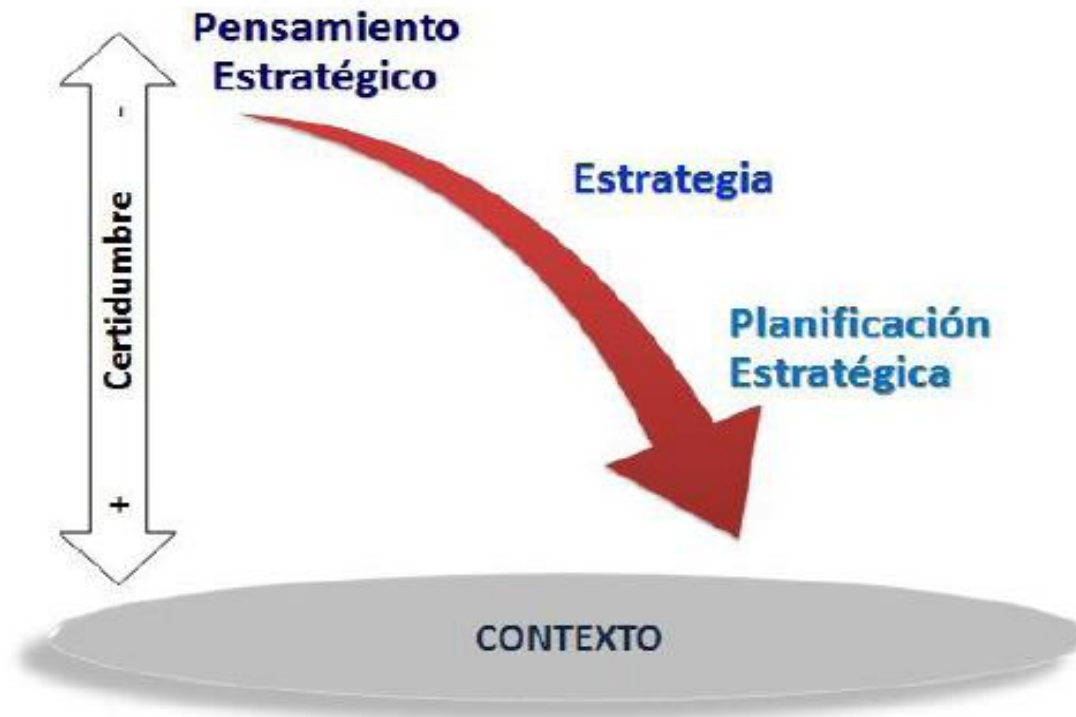 Pensamiento
Estratégico
-
Certidumbre
+
Estrategia
Planificación
Estratégica
CONTEXTO